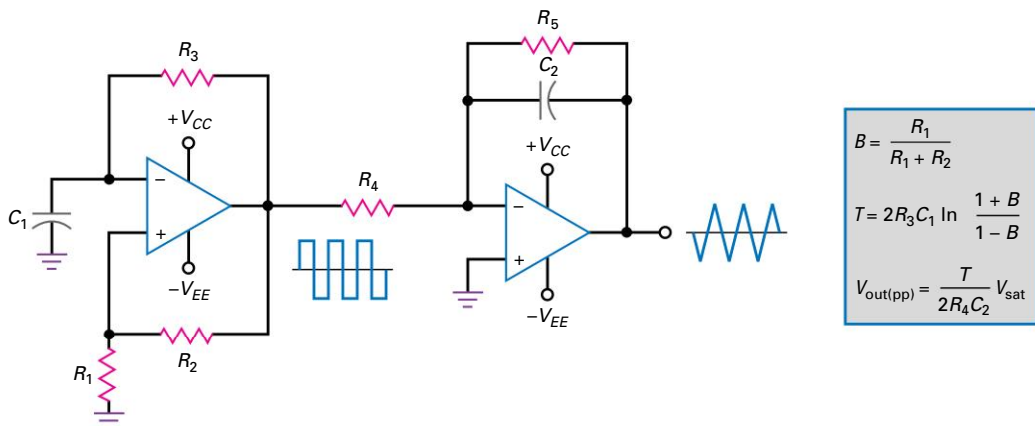 R3
+VCC
−
+
C1
−VEE
R2
R1
R4
R5
C2
+VCC
−
+
−VEE
B = R1 / (R1 + R2)
T = 2R3C1 ln (1 + B) / (1 − B)
Vout(pp) = T / (2R4C2) Vsat